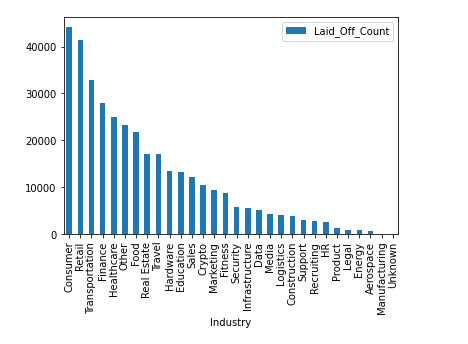 Laid_Off_Count
40000
30000
20000
10000
0
Consumer
Retail
Transportation
Finance
Healthcare
Other
Food
Real Estate
Travel
Hardware
Education
Sales
Crypto
Marketing
Fitness
Security
Infrastructure
Data
Media
Logistics
Construction
Support
Recruiting
HR
Product
Legal
Energy
Aerospace
Manufacturing
Unknown
Industry